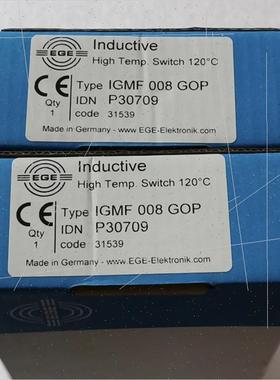 EGE
Inductive
High Temp. Switch 120°C
CE Type IGMF 008 GOP
Qty IDN P30709
1 code 31539
Made in Germany - www.EGE-Elektronik.com
EGE
Inductive
High Temp. Switch 120°C
CE Type IGMF 008 GOP
Qty IDN P30709
1 code 31539
Made in Germany - www.EGE-Elektronik.com